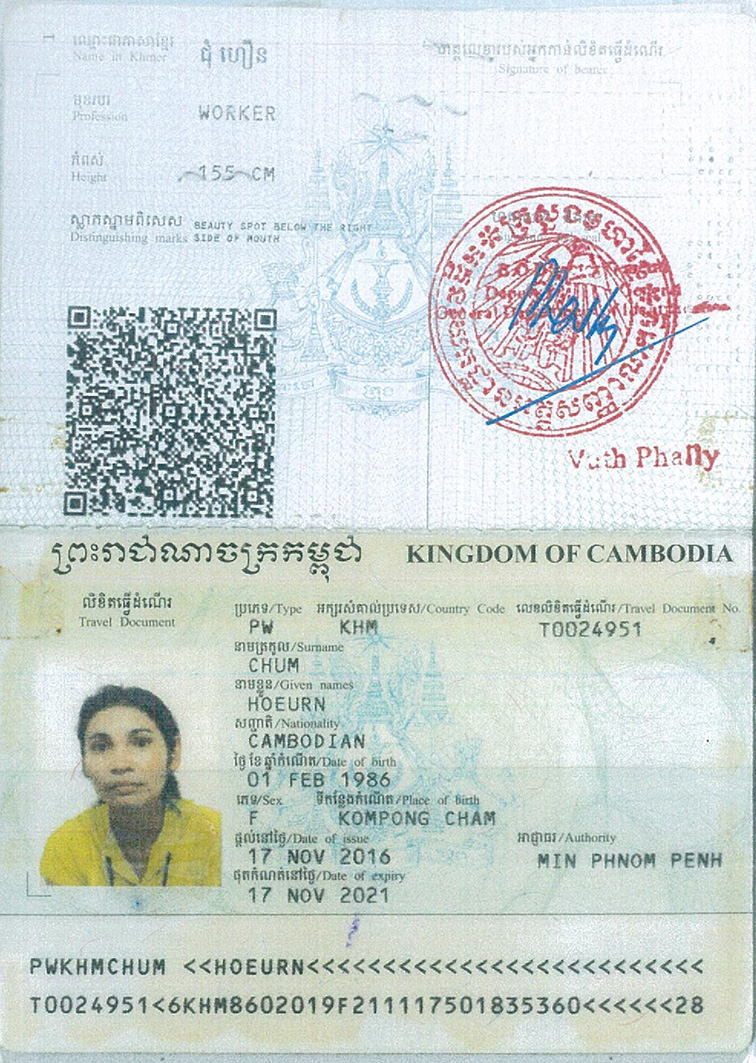 ឈ្មោះជាភាសាខ្មែរ
Name in Khmer
ជុំ ហឿន
ហត្ថលេខារបស់អ្នកកាន់លិខិតធ្វើដំណើរ
Signature of bearer
មុខរបរ
Profession
WORKER
កំពស់
Height
155 CM
ស្លាកស្នាមពិសេស
Distinguishing marks
BEAUTY SPOT BELOW THE RIGHT
SIDE OF MOUTH
Vuth Phally
ព្រះរាជាណាចក្រកម្ពុជា KINGDOM OF CAMBODIA
លិខិតធ្វើដំណើរ
Travel Document
ប្រភេទ/Type អក្សរសំគាល់ប្រទេស/Country Code លេខលិខិតធ្វើដំណើរ/Travel Document No.
PW KHM T0024951
នាមត្រកូល/Surname
CHUM
នាមខ្លួន/Given names
HOEURN
សញ្ជាតិ/Nationality
CAMBODIAN
ថ្ងៃខែឆ្នាំកំណើត/Date of birth
01 FEB 1986
ភេទ/Sex ទីកន្លែងកំណើត/Place of birth
F KOMPONG CHAM
ផ្តល់នៅថ្ងៃ/Date of issue អាជ្ញាធរ/Authority
17 NOV 2016 MIN PHNOM PENH
ផុតកំណត់នៅថ្ងៃ/Date of expiry
17 NOV 2021
PWKHMCHUM <<HOEURN<<<<<<<<<<<<<<<<<<<<<<<<<<<
T0024951<6KHM8602019F2111117501835360<<<<<<28